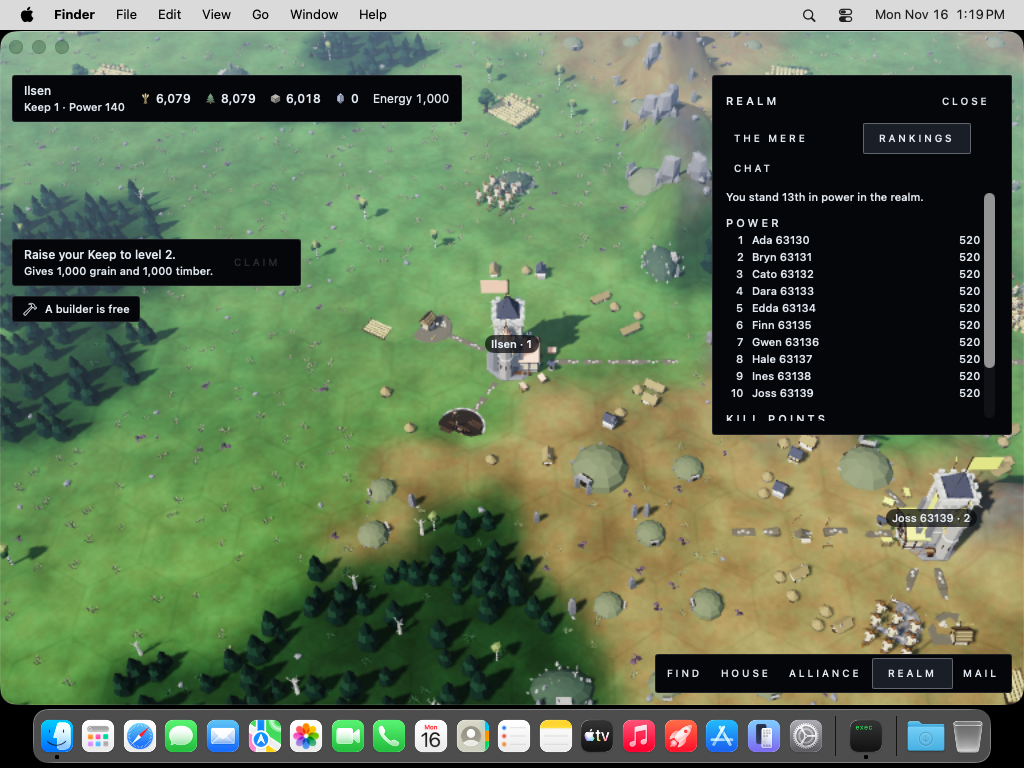 Finder File Edit View Go Window Help Mon Nov 16 1:19 PM
Ilsen
Keep 1 · Power 140
6,079 8,079 6,018 0 Energy 1,000
Raise your Keep to level 2.
Gives 1,000 grain and 1,000 timber.
CLAIM
A builder is free
Ilsen · 1
REALM CLOSE
THE MERE RANKINGS
CHAT
You stand 13th in power in the realm.
POWER
1 Ada 63130 520
2 Bryn 63131 520
3 Cato 63132 520
4 Dara 63133 520
5 Edda 63134 520
6 Finn 63135 520
7 Gwen 63136 520
8 Hale 63137 520
9 Ines 63138 520
10 Joss 63139 520
KILL POINTS
Joss 63139 · 2
FIND HOUSE ALLIANCE REALM MAIL
Mon
16
tv
exec